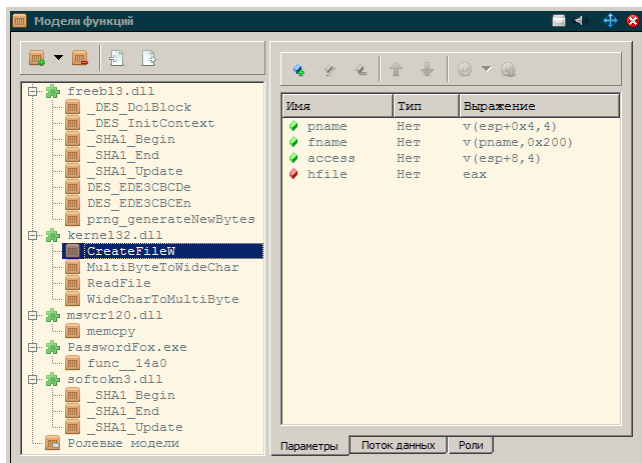 Модели функций
freebl3.dll
_DES_Do1Block
_DES_InitContext
_SHA1_Begin
_SHA1_End
_SHA1_Update
DES_EDE3CBCDe
DES_EDE3CBCEn
prng_generateNewBytes
kernel32.dll
CreateFileW
MultiByteToWideChar
ReadFile
WideCharToMultiByte
msvcr120.dll
memcpy
PasswordFox.exe
func__14a0
softokn3.dll
_SHA1_Begin
_SHA1_End
_SHA1_Update
Ролевые модели
Имя Тип Выражение
pname Нет v(esp+0x4,4)
fname Нет v(pname,0x200)
access Нет v(esp+8,4)
hfile Нет eax
Параметры Поток данных Роли